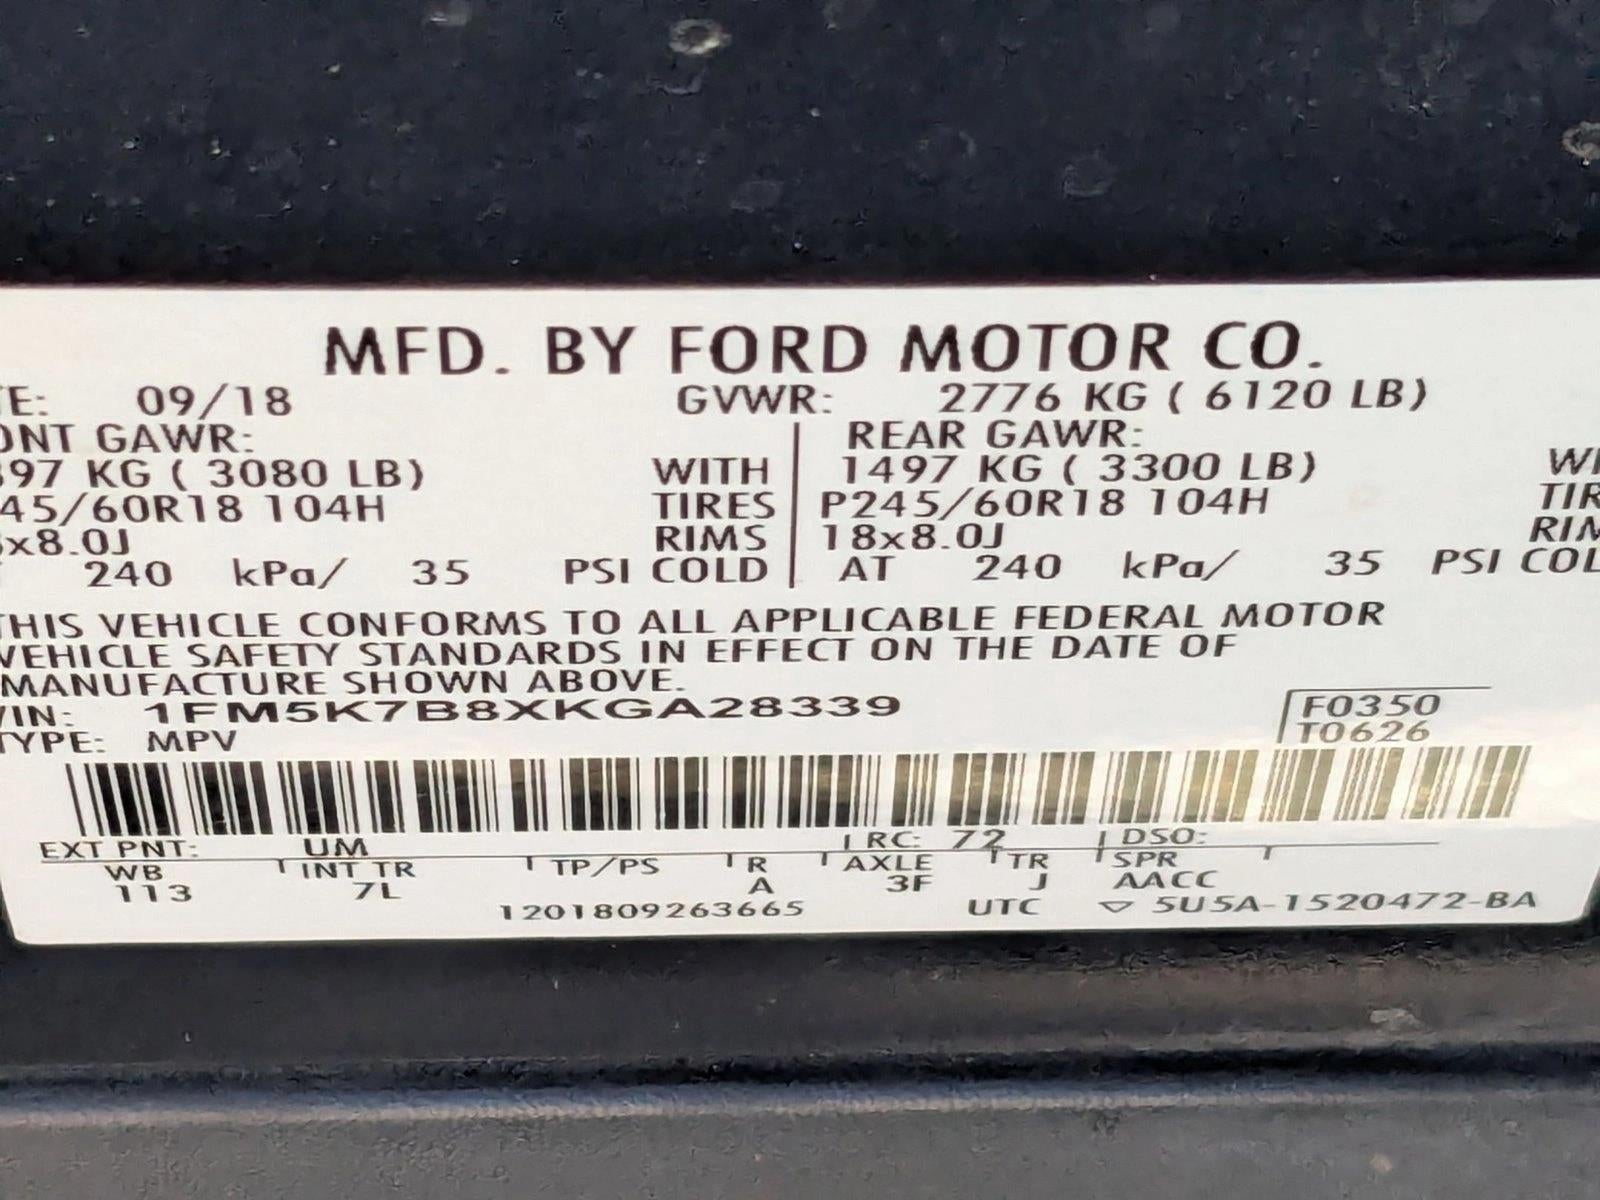 MFD. BY FORD MOTOR CO.
TE: 09/18 GVWR: 2776 KG ( 6120 LB)
ONT GAWR: REAR GAWR:
397 KG ( 3080 LB) WITH 1497 KG ( 3300 LB) WI
45/60R18 104H TIRES P245/60R18 104H TIR
x8.0J RIMS 18x8.0J RIM
240 kPa/ 35 PSI COLD AT 240 kPa/ 35 PSI COL
THIS VEHICLE CONFORMS TO ALL APPLICABLE FEDERAL MOTOR
VEHICLE SAFETY STANDARDS IN EFFECT ON THE DATE OF
MANUFACTURE SHOWN ABOVE.
VIN: 1FM5K7B8XKGA28339 F0350
TYPE: MPV T0626
EXT PNT: UM RC: 72 DSO:
WB INT TR TP/PS R AXLE TR SPR
113 7L A 3F J AACC
1201809263665 UTC ▽ 5U5A-1520472-BA